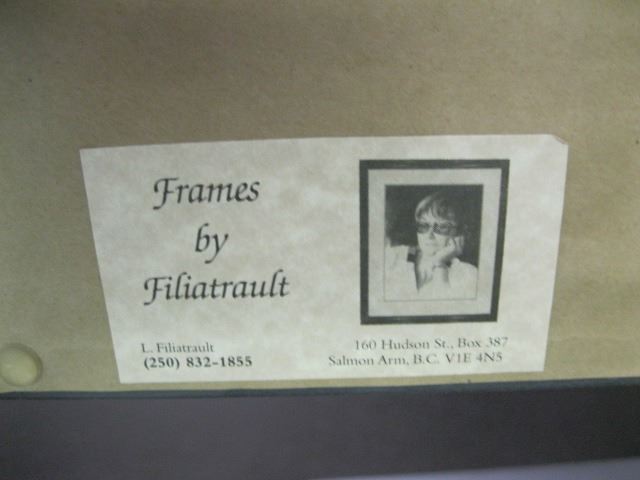 Frames
by
Filiatrault
L. Filiatrault
(250) 832-1855
160 Hudson St., Box 387
Salmon Arm, B.C. V1E 4N5